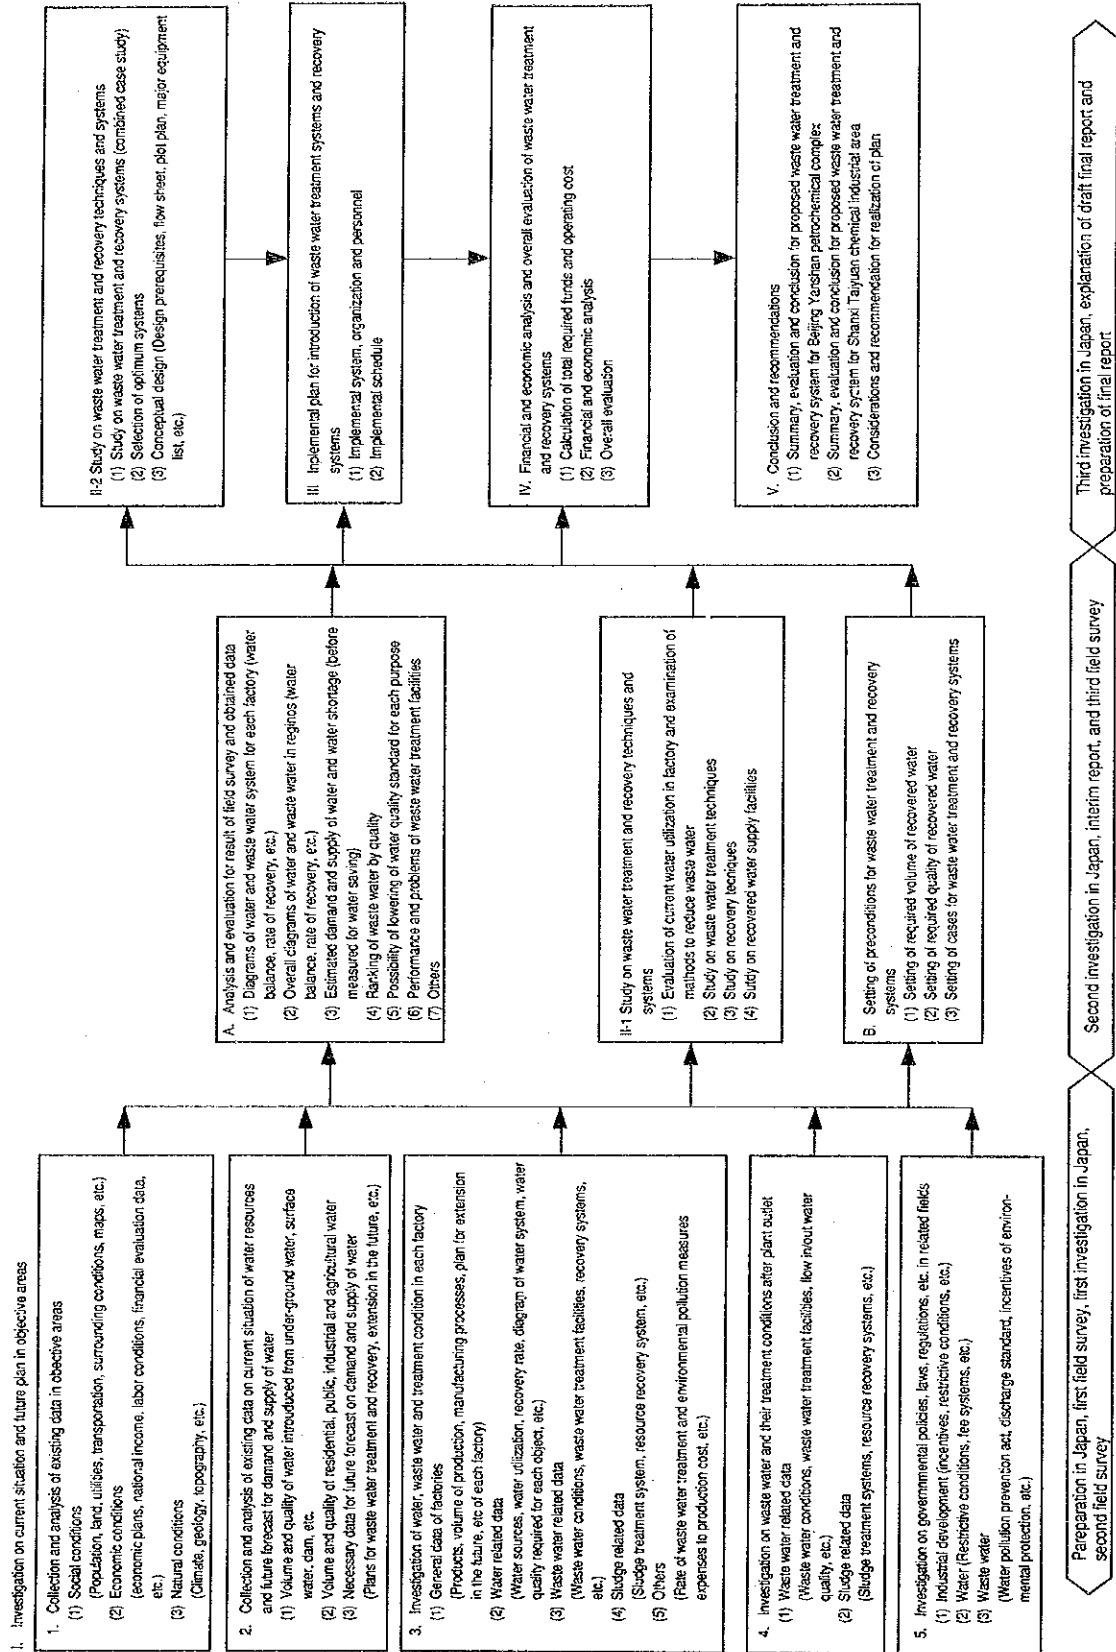 I. Investigation on current situation and future plan in objective areas
1. Collection and analysis of existing data in obective areas
(1) Social conditions
(Population, land, utilities, transportation, surrounding conditions, maps, etc.)
(2) Economic conditions
(economic plans, national income, labor conditions, financial evaluation data,
etc.)
(3) Natural conditions
(Climate, geology, topography, etc.)
2. Collection and analysis of existing data on current situation of water resources
and future forecast for demand and supply of water
(1) Volume and quality of water introuduced from under-ground water, surface
water, dam, etc.
(2) Volume and quality of residential, public, industrial and agricultural water
(3) Necessary data for future forecast on demand and supply of water
(Plans for waste water treatment and recovery, extension in the future, etc.)
3. Investigation of water, waste water and treatment condition in each factory
(1) General data of factories
(Products, volume of production, manufacturing processes, plan for extension
in the future, etc of each factory)
(2) Water related data
(Water sources, water utilization, recovery rate, diagram of water system, water
quality required for each object, etc.)
(3) Waste water related data
(Waste water conditions, waste water treatment facilities, recovery systems,
etc.)
(4) Sludge related data
(Sludge treatment system, resource recovery system, etc.)
(5) Others
(Rate of waste water treatment and environmental pollution measures
expenses to production cost, etc.)
4. Investigation on waste water and their treatment conditions after plant outlet
(1) Waste water related data
(Waste water conditions, waste water treatment facilities, flow in/out water
quality, etc.)
(2) Sludge related data
(Sludge treatment systems, resource recovery systems, etc.)
5. Investigation on governmental policies, laws, regulations, etc. in related fields
(1) Industrial development (incentives, restrictive conditions, etc.)
(2) Water (Restrictive conditions, fee systems, etc.)
(3) Waste water
(Water pollution prevention act, discharge standard, incentives of environ-
mental protection, etc.)
A. Analysis and evaluation for result of field survey and obtained data
(1) Diagrams of water and waste water system for each factory (water
balance, rate of recovery, etc.)
(2) Overall diagrams of water and waste water in reginos (water
balance, rate of recovery, etc.)
(3) Estimated demand and supply of water and water shortage (before
measured for water saving)
(4) Ranking of waste water by quality
(5) Possibility of lowering of water quality standard for each purpose
(6) Performance and problems of waste water treatment facilities
(7) Others
II-1 Study on waste water treatment and recovery techniques and
systems
(1) Evaluation of current water utilization in factory and examination of
mathods to reduce waste water
(2) Study on waste water treatment techniques
(3) Study on recovery tecniques
(4) Sutdy on recovered water supply facilities
B. Setting of preconditions for waste water treatment and recovery
systems
(1) Setting of required volume of recovered water
(2) Setting of required quality of recovered water
(3) Setting of cases for waste water treatment and recovery systems
II-2 Study on waste water treatment and recovery techniques and systems
(1) Study on waste water treatment and recovery systems (combined case study)
(2) Selection of optimum systems
(3) Conceptual design (Design prerequisites, flow sheet, plot plan, major equipment
list, etc.)
III. Inplemental plan for introduction of waste water treatment systems and recovery
systems
(1) Implemental system, organization and personnel
(2) Implemental schedule
IV. Financial and economic analysis and overall evaluation of waste water treatment
and recovery systems
(1) Calculation of total required funds and operating cost
(2) Financial and economic analysis
(3) Overall evaluation
V. Conclusion and recommendations
(1) Summary, evaluation and conclusion for proposed waste water treatment and
recovery system for Beijing Yanshan petrochemical complex
(2) Summary, evaluation and conclusion for proposed waste water treatment and
recovery system for Shanxi Taiyuan chemical industrial area
(3) Considerations and recommendation for realization of plan
Pareparation in Japan, first field survey, first investigation in Japan,
second field survey
Second investigation in Japan, interim report, and third field survey
Third investigation in Japan, explanation of draft final report and
preparation of final report